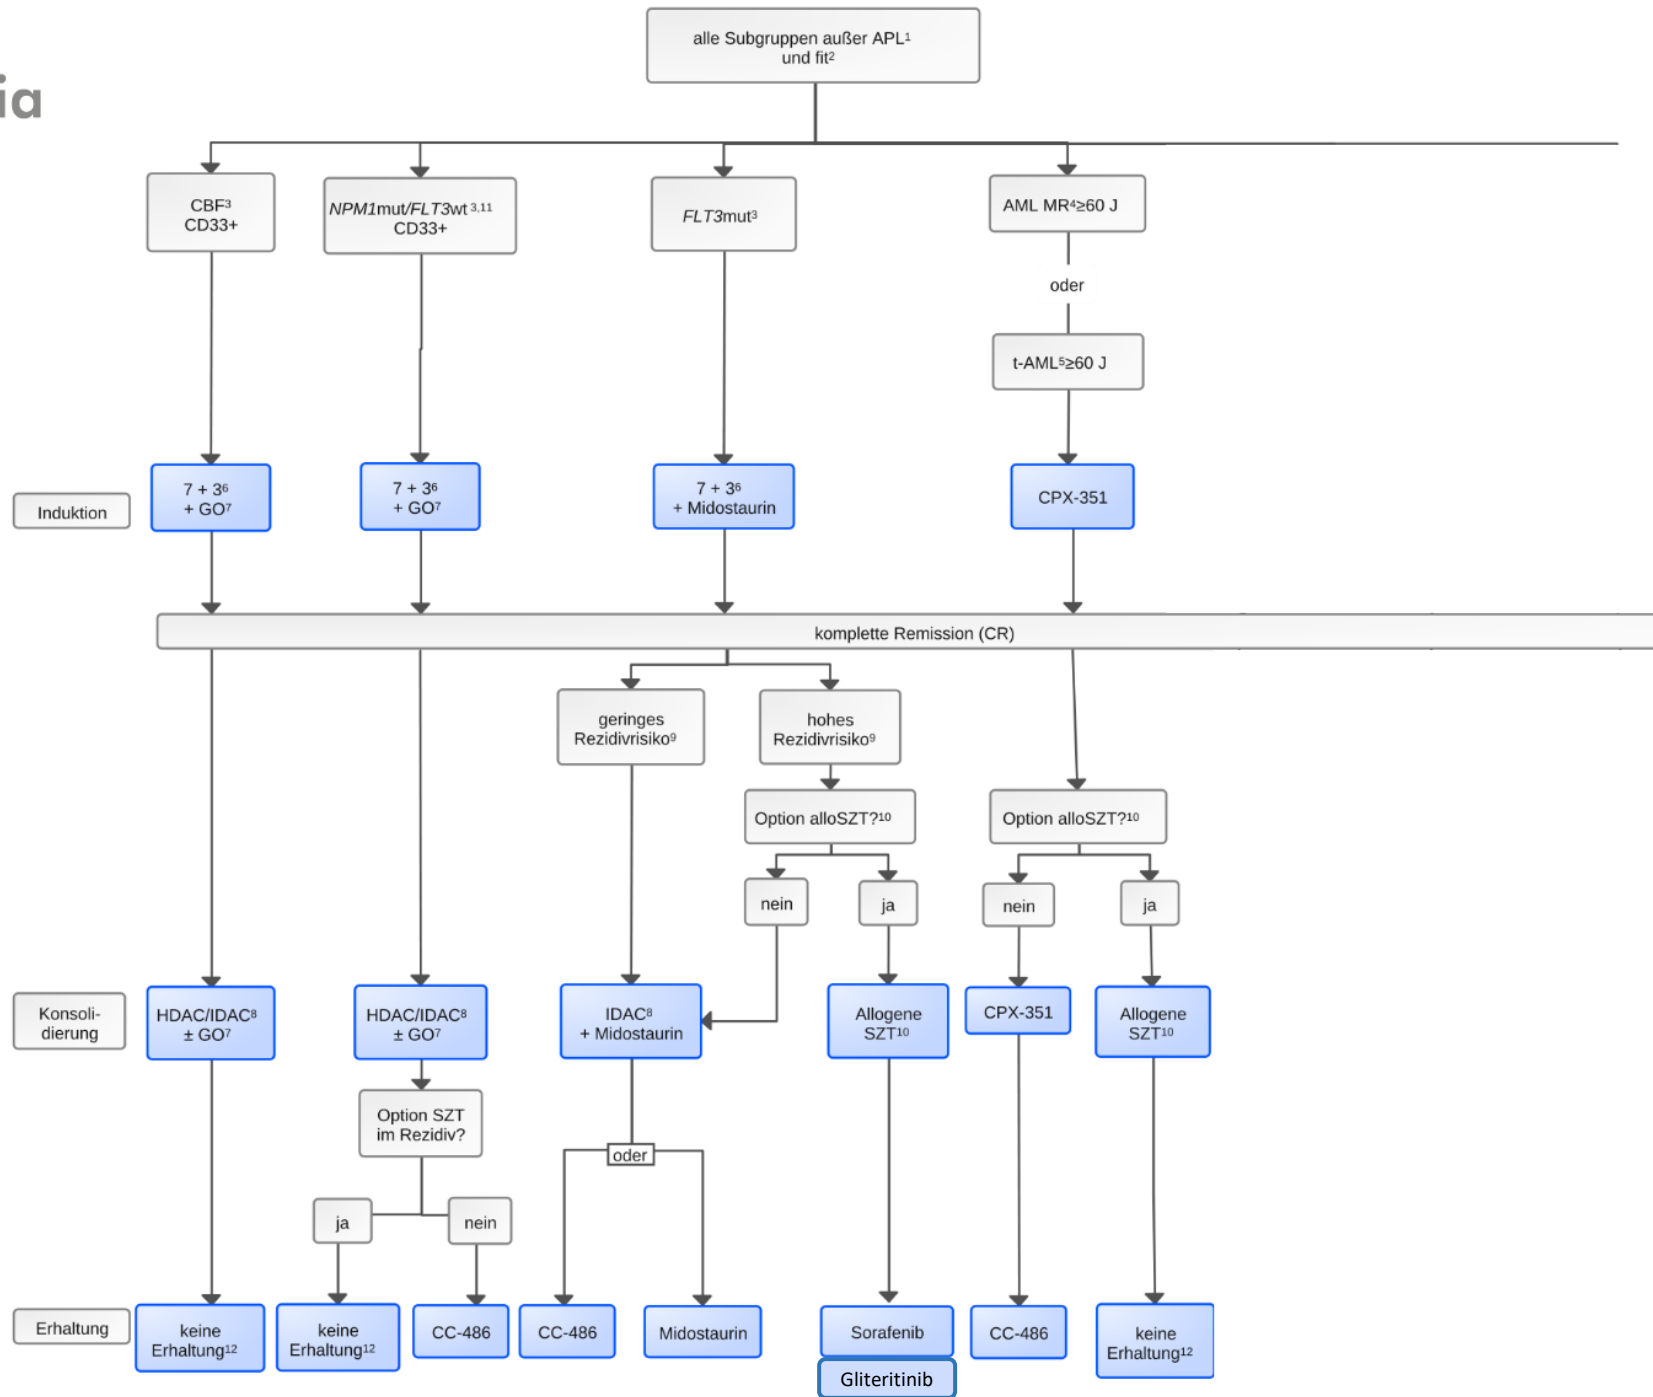 ia
alle Subgruppen außer APL¹
und fit²
CBF³
CD33+
NPM1mut/FLT3wt ³,¹¹
CD33+
FLT3mut³
AML MR⁴≥60 J
oder
t-AML⁵≥60 J
Induktion
7 + 3⁶
+ GO⁷
7 + 3⁶
+ GO⁷
7 + 3⁶
+ Midostaurin
CPX-351
komplette Remission (CR)
geringes
Rezidivrisiko⁹
hohes
Rezidivrisiko⁹
Option alloSZT?¹⁰
Option alloSZT?¹⁰
nein
ja
nein
ja
Konsoli-
dierung
HDAC/IDAC⁸
± GO⁷
HDAC/IDAC⁸
± GO⁷
IDAC⁸
+ Midostaurin
Allogene
SZT¹⁰
CPX-351
Allogene
SZT¹⁰
Option SZT
im Rezidiv?
oder
ja
nein
Erhaltung
keine
Erhaltung¹²
keine
Erhaltung¹²
CC-486
CC-486
Midostaurin
Sorafenib
Gliteritinib
CC-486
keine
Erhaltung¹²